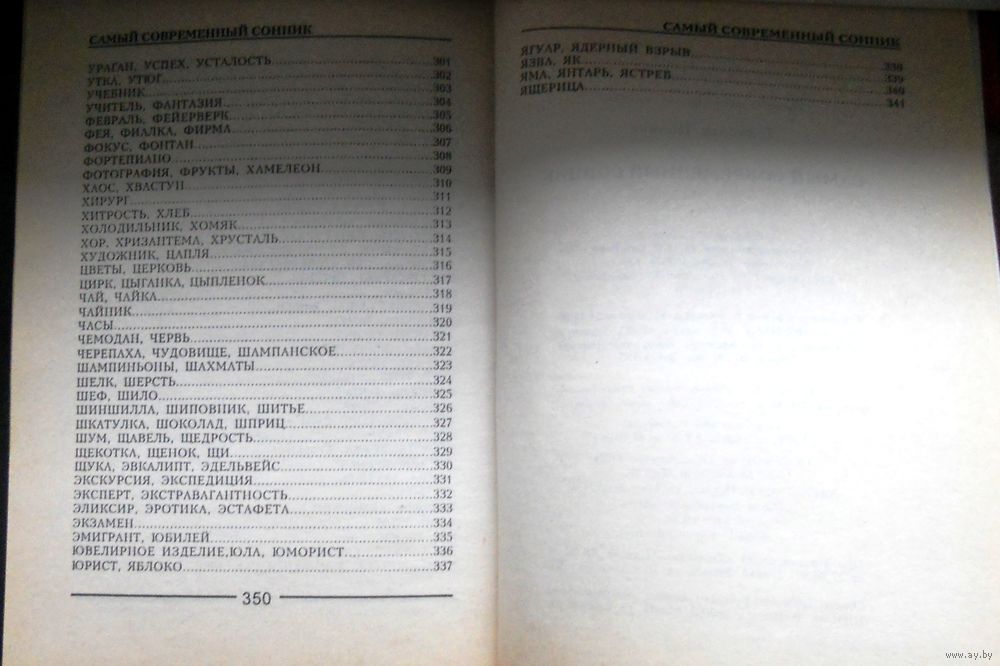 САМЫЙ СОВРЕМЕННЫЙ СОННИК
УРАГАН, УСПЕХ, УСТАЛОСТЬ 301
УТКА, УТЮГ 302
УЧЕБНИК 303
УЧИТЕЛЬ, ФАНТАЗИЯ 304
ФЕВРАЛЬ, ФЕЙЕРВЕРК 305
ФЕЯ, ФИАЛКА, ФИРМА 306
ФОКУС, ФОНТАН 307
ФОРТЕПИАНО 308
ФОТОГРАФИЯ, ФРУКТЫ, ХАМЕЛЕОН 309
ХАОС, ХВАСТУН 310
ХИРУРГ 311
ХИТРОСТЬ, ХЛЕБ 312
ХОЛОДИЛЬНИК, ХОМЯК 313
ХОР, ХРИЗАНТЕМА, ХРУСТАЛЬ 314
ХУДОЖНИК, ЦАПЛЯ 315
ЦВЕТЫ, ЦЕРКОВЬ 316
ЦИРК, ЦЫГАНКА, ЦЫПЛЕНОК 317
ЧАЙ, ЧАЙКА 318
ЧАЙНИК 319
ЧАСЫ 320
ЧЕМОДАН, ЧЕРВЬ 321
ЧЕРЕПАХА, ЧУДОВИЩЕ, ШАМПАНСКОЕ 322
ШАМПИНЬОНЫ, ШАХМАТЫ 323
ШЕЛК, ШЕРСТЬ 324
ШЕФ, ШИЛО 325
ШИНШИЛЛА, ШИПОВНИК, ШИТЬЕ 326
ШКАТУЛКА, ШОКОЛАД, ШПРИЦ 327
ШУМ, ЩАВЕЛЬ, ЩЕДРОСТЬ 328
ЩЕКОТКА, ЩЕНОК, ЩИ 329
ЩУКА, ЭВКАЛИПТ, ЭДЕЛЬВЕЙС 330
ЭКСКУРСИЯ, ЭКСПЕДИЦИЯ 331
ЭКСПЕРТ, ЭКСТРАВАГАНТНОСТЬ 332
ЭЛИКСИР, ЭРОТИКА, ЭСТАФЕТА 333
ЭКЗАМЕН 334
ЭМИГРАНТ, ЮБИЛЕЙ 335
ЮВЕЛИРНОЕ ИЗДЕЛИЕ,ЮЛА, ЮМОРИСТ 336
ЮРИСТ, ЯБЛОКО 337
350
САМЫЙ СОВРЕМЕННЫЙ СОННИК
ЯГУАР, ЯДЕРНЫЙ ВЗРЫВ 338
ЯЗВА, ЯК 339
ЯМА, ЯНТАРЬ, ЯСТРЕБ 340
ЯЩЕРИЦА 341
www.ay.by